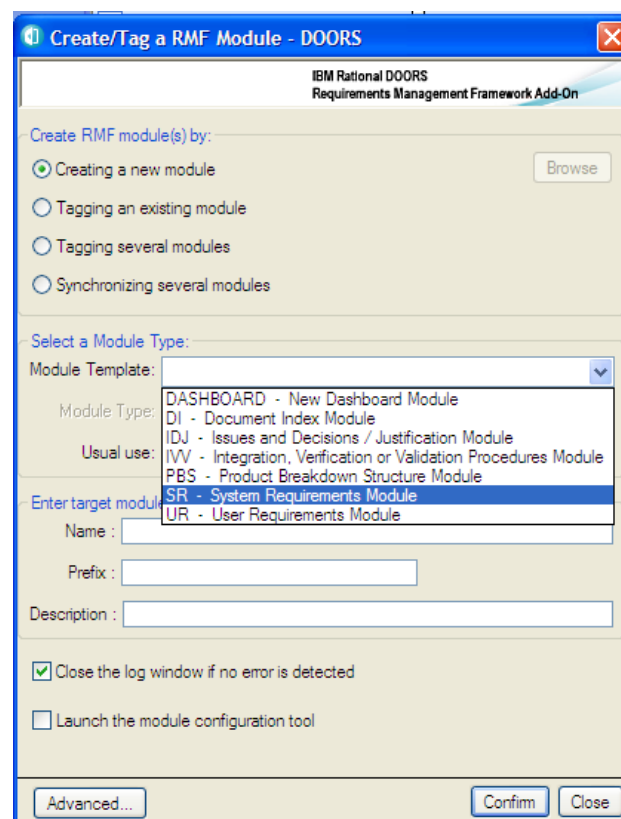 Create/Tag a RMF Module - DOORS
IBM Rational DOORS
Requirements Management Framework Add-On
Create RMF module(s) by:
Creating a new module
Browse
Tagging an existing module
Tagging several modules
Synchronizing several modules
Select a Module Type:
Module Template:
DASHBOARD - New Dashboard Module
Module Type:
DI - Document Index Module
IDJ - Issues and Decisions / Justification Module
Usual use:
IVV - Integration, Verification or Validation Procedures Module
PBS - Product Breakdown Structure Module
SR - System Requirements Module
Enter target module
UR - User Requirements Module
Name :
Prefix :
Description :
Close the log window if no error is detected
Launch the module configuration tool
Advanced... Confirm Close